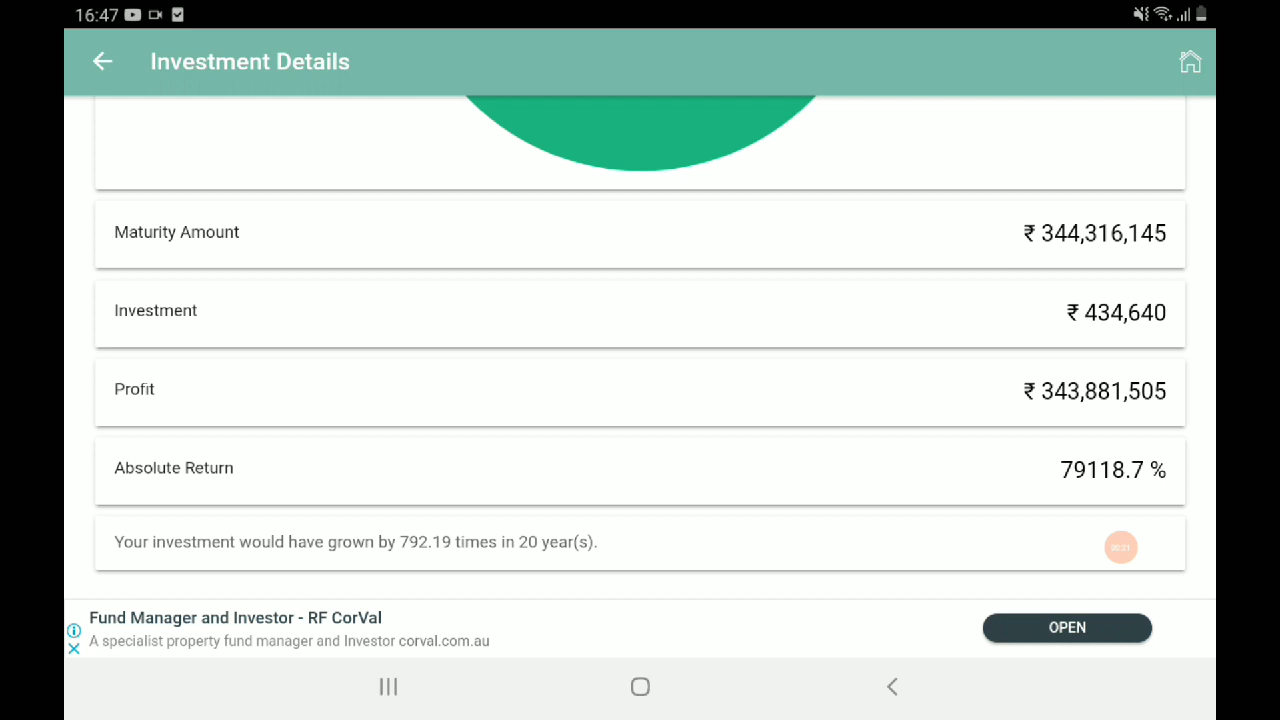 16:47
Investment Details
Maturity Amount ₹ 344,316,145
Investment ₹ 434,640
Profit ₹ 343,881,505
Absolute Return 79118.7 %
Your investment would have grown by 792.19 times in 20 year(s).
00:21
Fund Manager and Investor - RF CorVal
A specialist property fund manager and Investor corval.com.au
OPEN